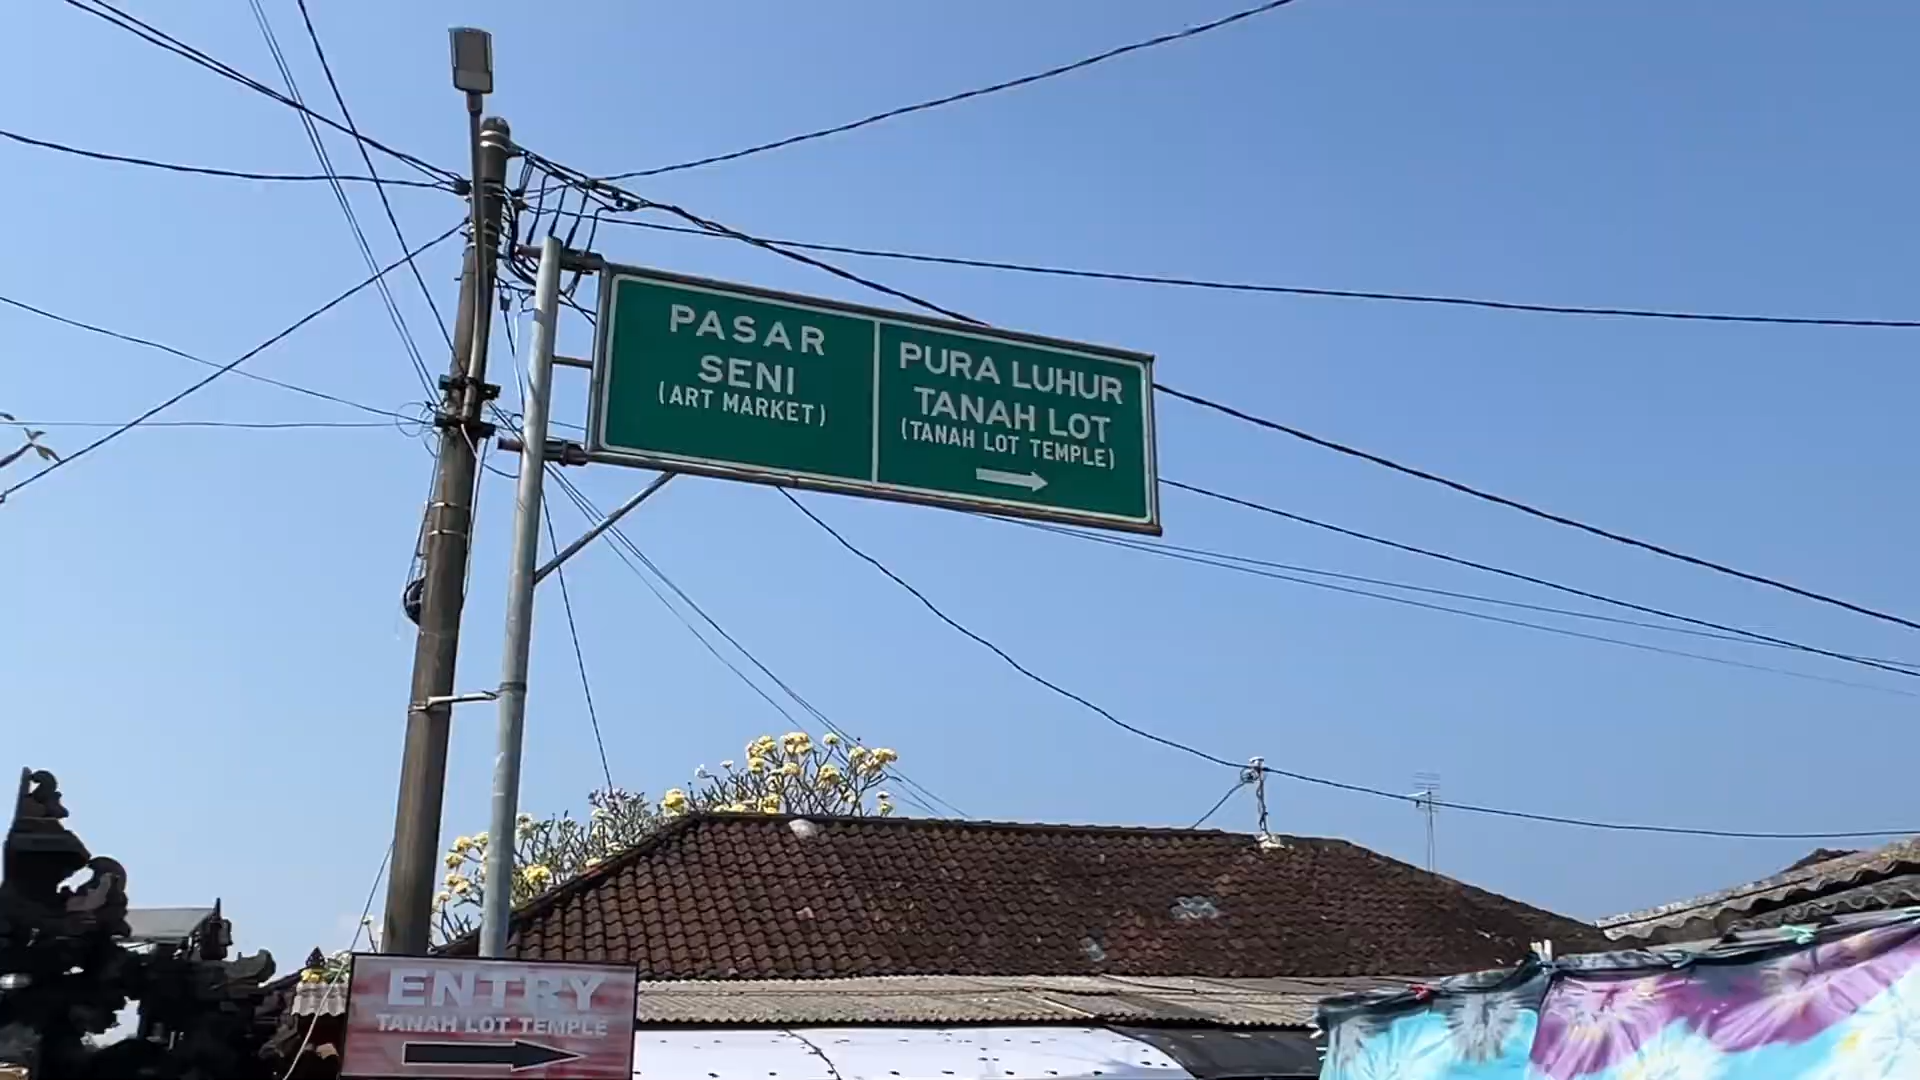 PASAR
SENI
(ART MARKET)
PURA LUHUR
TANAH LOT
(TANAH LOT TEMPLE)
ENTRY
TANAH LOT TEMPLE